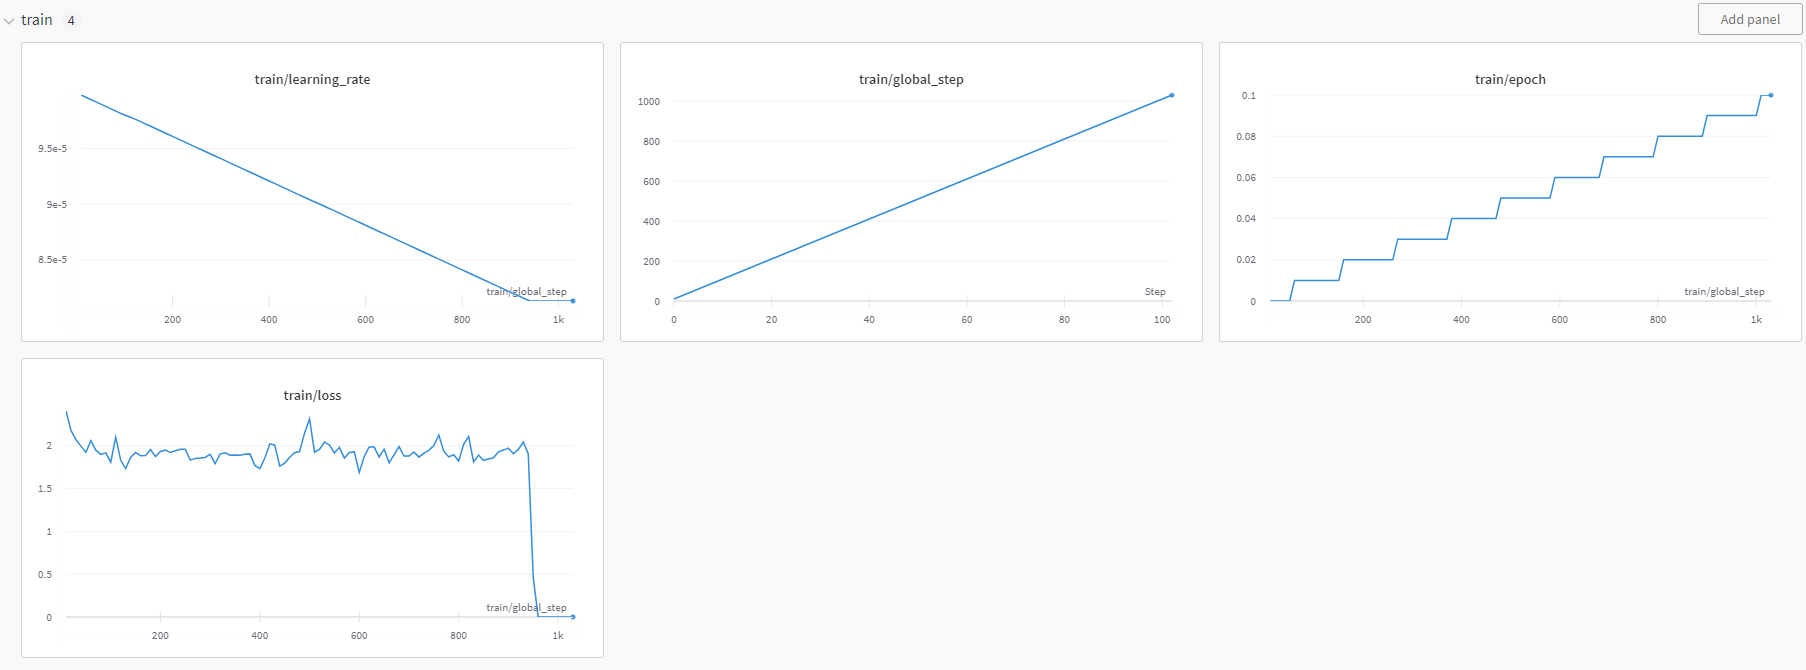 train 4
Add panel
train/learning_rate
9.5e-5
9e-5
8.5e-5
train/global_step
200 400 600 800 1k
train/global_step
1000
800
600
400
200
0
Step
0 20 40 60 80 100
train/epoch
0.1
0.08
0.06
0.04
0.02
0
train/global_step
200 400 600 800 1k
train/loss
2
1.5
1
0.5
0
train/global_step
200 400 600 800 1k